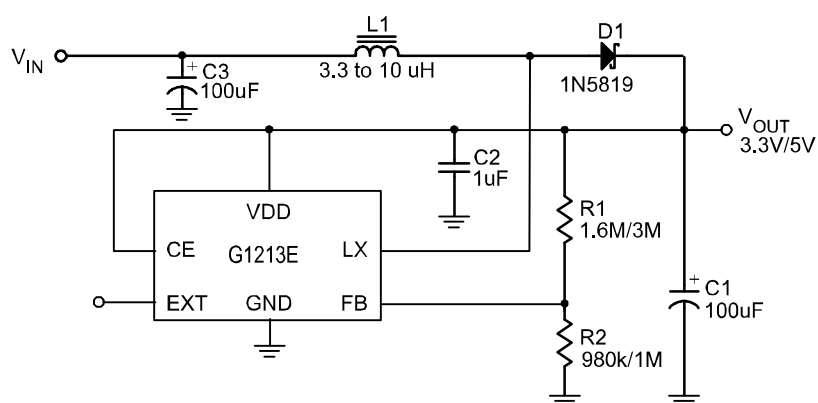 L1
D1
VIN
C3
+
100uF
3.3 to 10 uH
1N5819
VOUT
3.3V/5V
C2
1uF
VDD
R1
1.6M/3M
CE
G1213E
LX
EXT
GND
FB
C1
+
100uF
R2
980k/1M